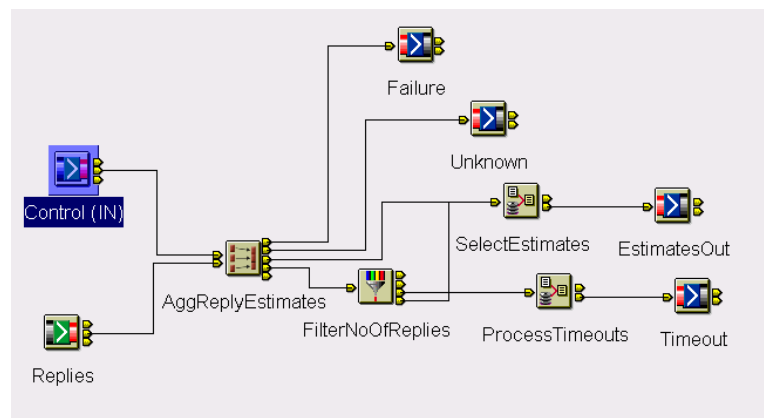 Failure
Unknown
Control (IN)
SelectEstimates
EstimatesOut
AggReplyEstimates
FilterNoOfReplies
ProcessTimeouts
Timeout
Replies